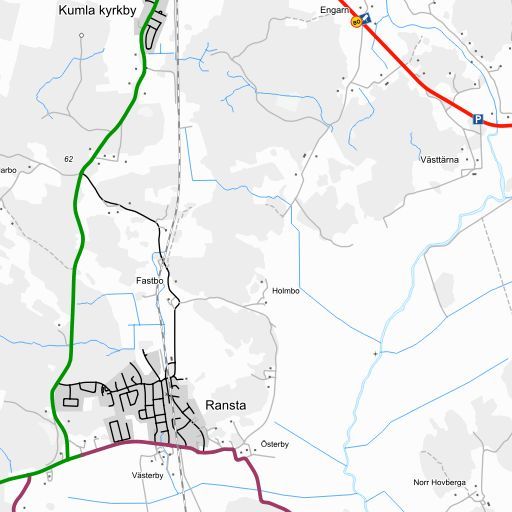 Kumla kyrkby
Engarn
80
P
62
Västtärna
arbo
Fastbo
Holmbo
Ransta
Österby
Västerby
Norr Hovberga